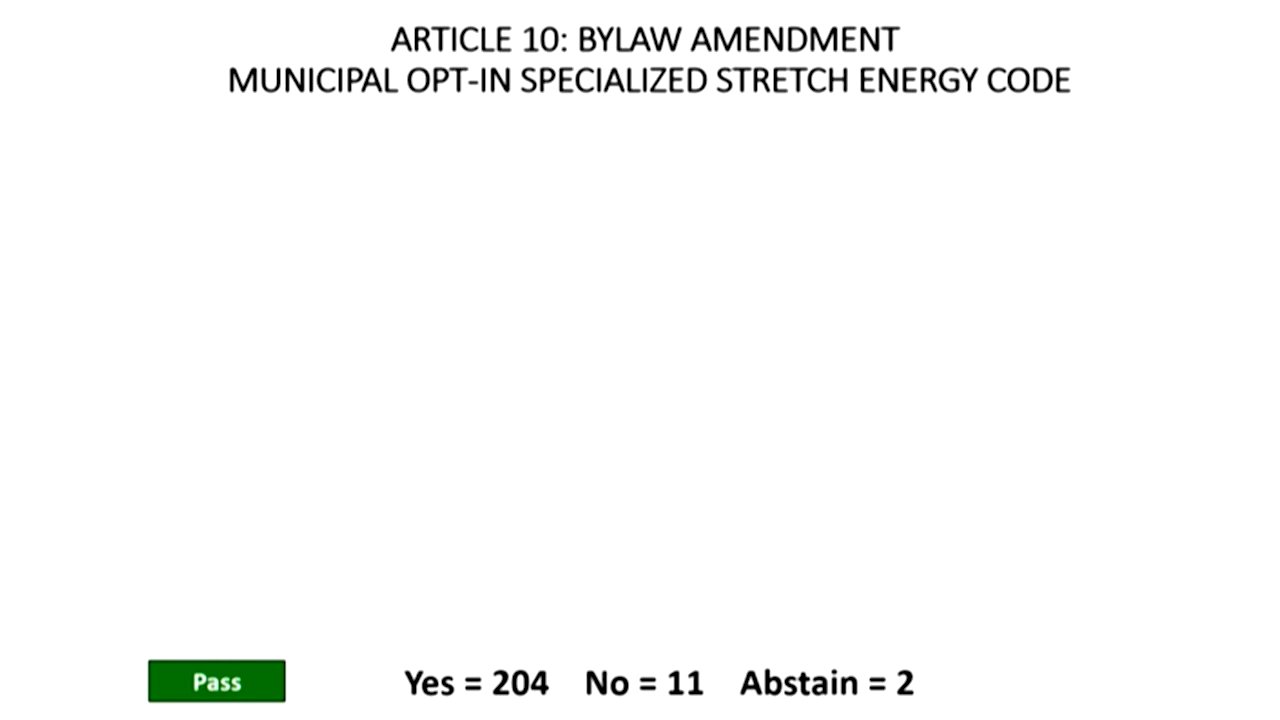 ARTICLE 10: BYLAW AMENDMENT
MUNICIPAL OPT-IN SPECIALIZED STRETCH ENERGY CODE
Pass Yes = 204 No = 11 Abstain = 2